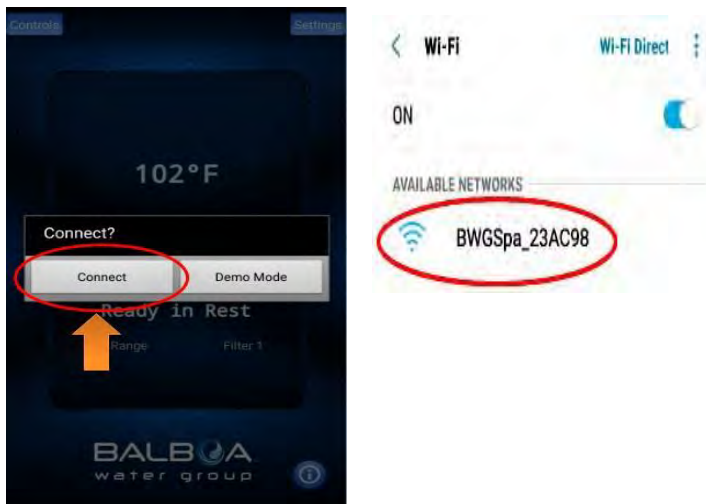 Controls Settings
102°F
Connect?
Connect Demo Mode
Ready in Rest
Range Filter 1
BALBOA
water group
Wi-Fi Wi-Fi Direct
ON
AVAILABLE NETWORKS
BWGSpa_23AC98